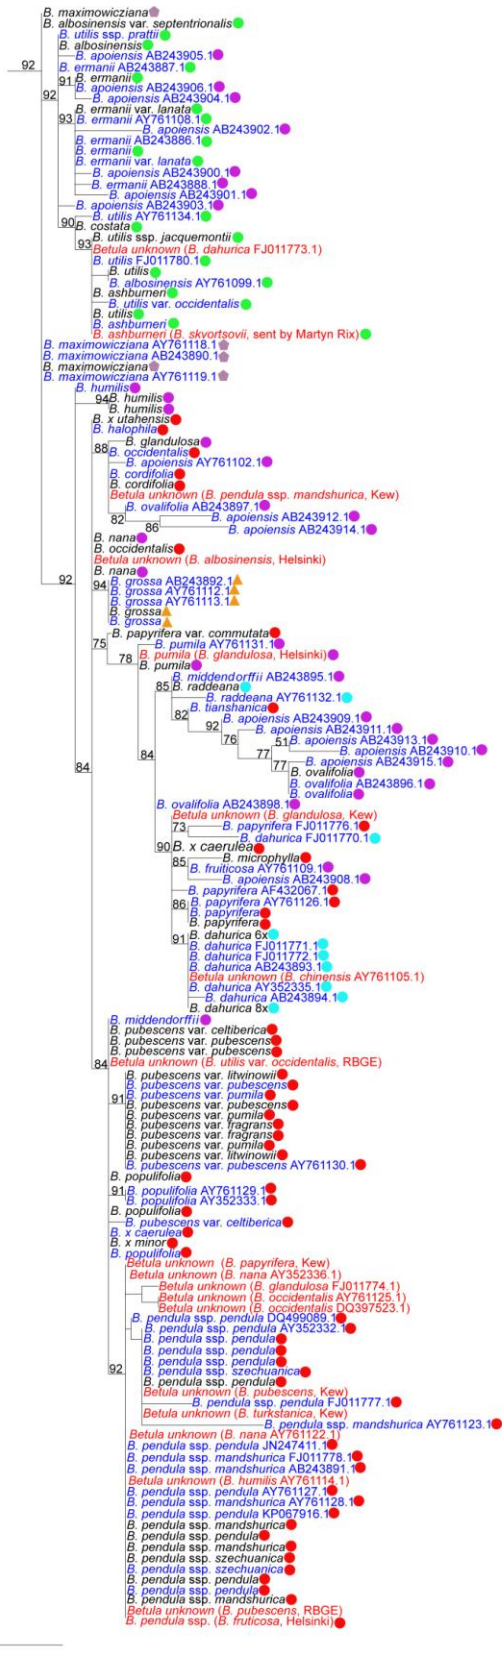 B. maximowicziana
B. albosinensis var. septentrionalis
B. utilis ssp. prattii
B. albosinensis
B. apoiensis AB243905.1
92
B. ermanii AB243887.1
91 B. ermanii
B. apoiensis AB243906.1
92 B. apoiensis AB243904.1
B. ermanii var. lanata
93 B. ermanii AY761108.1
B. apoiensis AB243902.1
B. ermanii AB243886.1
B. ermanii
B. ermanii var. lanata
B. apoiensis AB243900.1
B. ermanii AB243888.1
B. apoiensis AB243901.1
B. apoiensis AB243903.1
90 B. utilis AY761134.1
B. costata
93 B. utilis ssp. jacquemontii
Betula unknown (B. dahurica FJ011773.1)
B. utilis FJ011780.1
B. utilis
B. albosinensis AY761099.1
B. ashburneri
B. utilis var. occidentalis
B. utilis
B. ashburneri
B. ashburneri (B. skvortsovii, sent by Martyn Rix)
B. maximowicziana AY761118.1
B. maximowicziana AB243890.1
B. maximowicziana
B. maximowicziana AY761119.1
B. humilis
94 B. humilis
B. humilis
B. x utahensis
B. halophila
88 B. glandulosa
B. occidentalis
B. apoiensis AY761102.1
B. cordifolia
B. cordifolia
Betula unknown (B. pendula ssp. mandshurica, Kew)
B. ovalifolia AB243897.1
82 B. apoiensis AB243912.1
86 B. apoiensis AB243914.1
B. nana
B. occidentalis
Betula unknown (B. albosinensis, Helsinki)
B. nana
92 94 B. grossa AB243892.1
B. grossa AY761112.1
B. grossa AY761113.1
B. grossa
B. grossa
B. papyrifera var. commutata
75 B. pumila AY761131.1
78 B. pumila (B. glandulosa, Helsinki)
B. pumila
B. middendorffii AB243895.1
85 B. raddeana
B. raddeana AY761132.1
82 B. tianshanica
92 B. apoiensis AB243909.1
76 B. apoiensis AB243911.1
51 B. apoiensis AB243913.1
77 B. apoiensis AB243910.1
84 77 B. apoiensis AB243915.1
84 B. ovalifolia
B. ovalifolia AB243896.1
B. ovalifolia
B. ovalifolia AB243898.1
Betula unknown (B. glandulosa, Kew)
73 B. papyrifera FJ011776.1
B. dahurica FJ011770.1
90 B. x caerulea
85 B. microphylla
B. fruiticosa AY761109.1
B. apoiensis AB243908.1
B. papyrifera AF432067.1
86 B. papyrifera AY761126.1
B. papyrifera
B. papyrifera
B. dahurica 6x
91 B. dahurica FJ011771.1
B. dahurica FJ011772.1
B. dahurica AB243893.1
Betula unknown (B. chinensis AY761105.1)
B. dahurica AY352335.1
B. dahurica AB243894.1
B. dahurica 8x
B. middendorffii
B. pubescens var. celtiberica
B. pubescens var. pubescens
B. pubescens var. pubescens
84 Betula unknown (B. utilis var. occidentalis, RBGE)
B. pubescens var. litwinowii
B. pubescens var. pubescens
91 B. pubescens var. pumila
B. pubescens var. pubescens
B. pubescens var. pumila
B. pubescens var. fragrans
B. pubescens var. fragrans
B. pubescens var. pumila
B. pubescens var. litwinowii
B. pubescens var. pubescens AY761130.1
B. populifolia
91 B. populifolia AY761129.1
B. populifolia AY352333.1
B. populifolia
B. pubescens var. celtiberica
B. x caerulea
B. x minor
B. populifolia
Betula unknown (B. papyrifera, Kew)
Betula unknown (B. nana AY352336.1)
Betula unknown (B. glandulosa FJ011774.1)
Betula unknown (B. occidentalis AY761125.1)
Betula unknown (B. occidentalis DQ397523.1)
B. pendula ssp. pendula DQ499089.1
B. pendula ssp. pendula AY352332.1
B. pendula ssp. pendula
B. pendula ssp. pendula
B. pendula ssp. pendula
92 B. pendula ssp. szechuanica
B. pendula ssp. pendula
Betula unknown (B. pubescens, Kew)
B. pendula ssp. pendula FJ011777.1
Betula unknown (B. turkstanica, Kew)
B. pendula ssp. mandshurica AY761123.1
Betula unknown (B. nana AY761122.1)
B. pendula ssp. pendula JN247411.1
B. pendula ssp. mandshurica FJ011778.1
B. pendula ssp. mandshurica AB243891.1
Betula unknown (B. humilis AY761114.1)
B. pendula ssp. pendula AY761127.1
B. pendula ssp. mandshurica AY761128.1
B. pendula ssp. pendula KP067916.1
B. pendula ssp. mandshurica
B. pendula ssp. pendula
B. pendula ssp. mandshurica
B. pendula ssp. szechuanica
B. pendula ssp. szechuanica
B. pendula ssp. pendula
B. pendula ssp. pendula
B. pendula ssp. mandshurica
Betula unknown (B. pubescens, RBGE)
B. pendula ssp. (B. fruticosa, Helsinki)